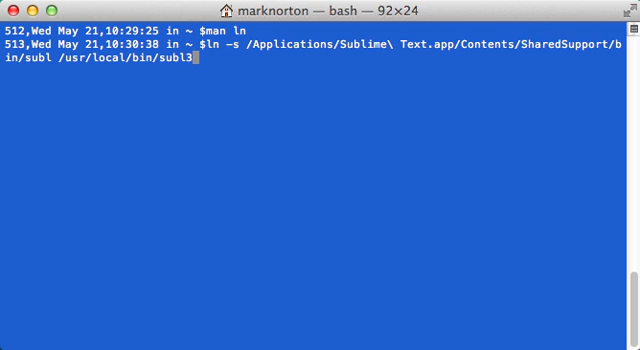 marknorton — bash — 92×24
512,Wed May 21,10:29:25 in ~ $man ln
513,Wed May 21,10:30:38 in ~ $ln -s /Applications/Sublime\ Text.app/Contents/SharedSupport/b
in/subl /usr/local/bin/subl3